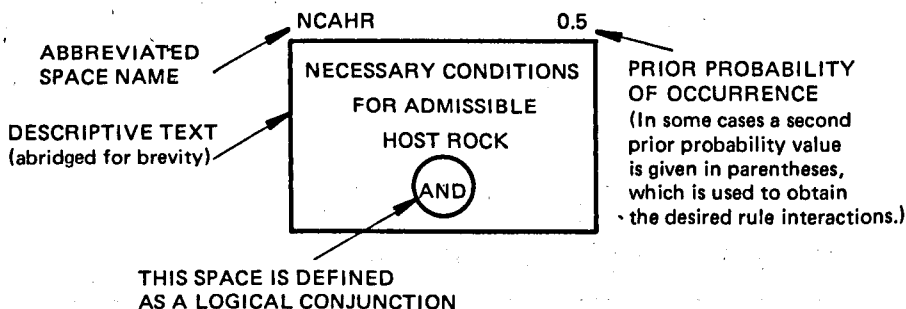 NCAHR 0.5
ABBREVIATED
SPACE NAME
DESCRIPTIVE TEXT
(abridged for brevity)
NECESSARY CONDITIONS
FOR ADMISSIBLE
HOST ROCK
AND
PRIOR PROBABILITY
OF OCCURRENCE
(In some cases a second
prior probability value
is given in parentheses,
which is used to obtain
the desired rule interactions.)
THIS SPACE IS DEFINED
AS A LOGICAL CONJUNCTION